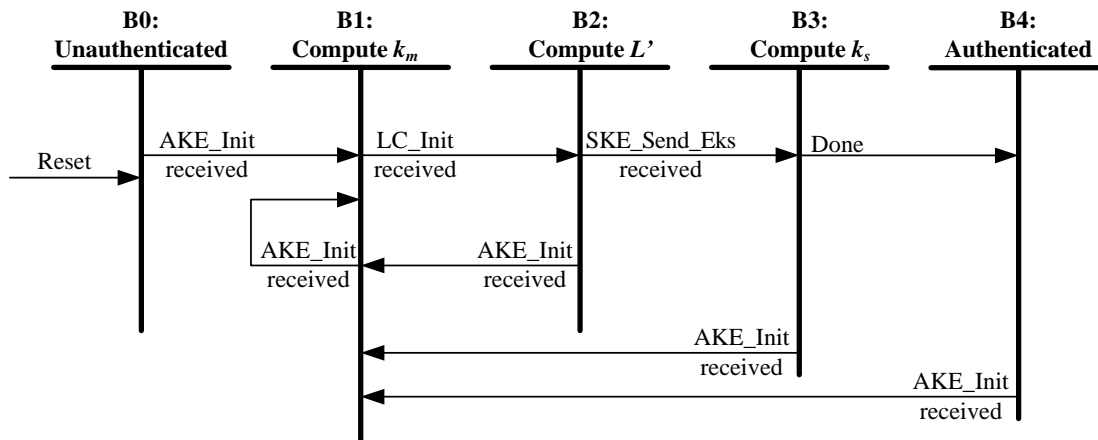 B0:
Unauthenticated
B1:
Compute km
B2:
Compute L’
B3:
Compute ks
B4:
Authenticated
Reset
AKE_Init
received
LC_Init
received
SKE_Send_Eks
received
Done
AKE_Init
received
AKE_Init
received
AKE_Init
received
AKE_Init
received